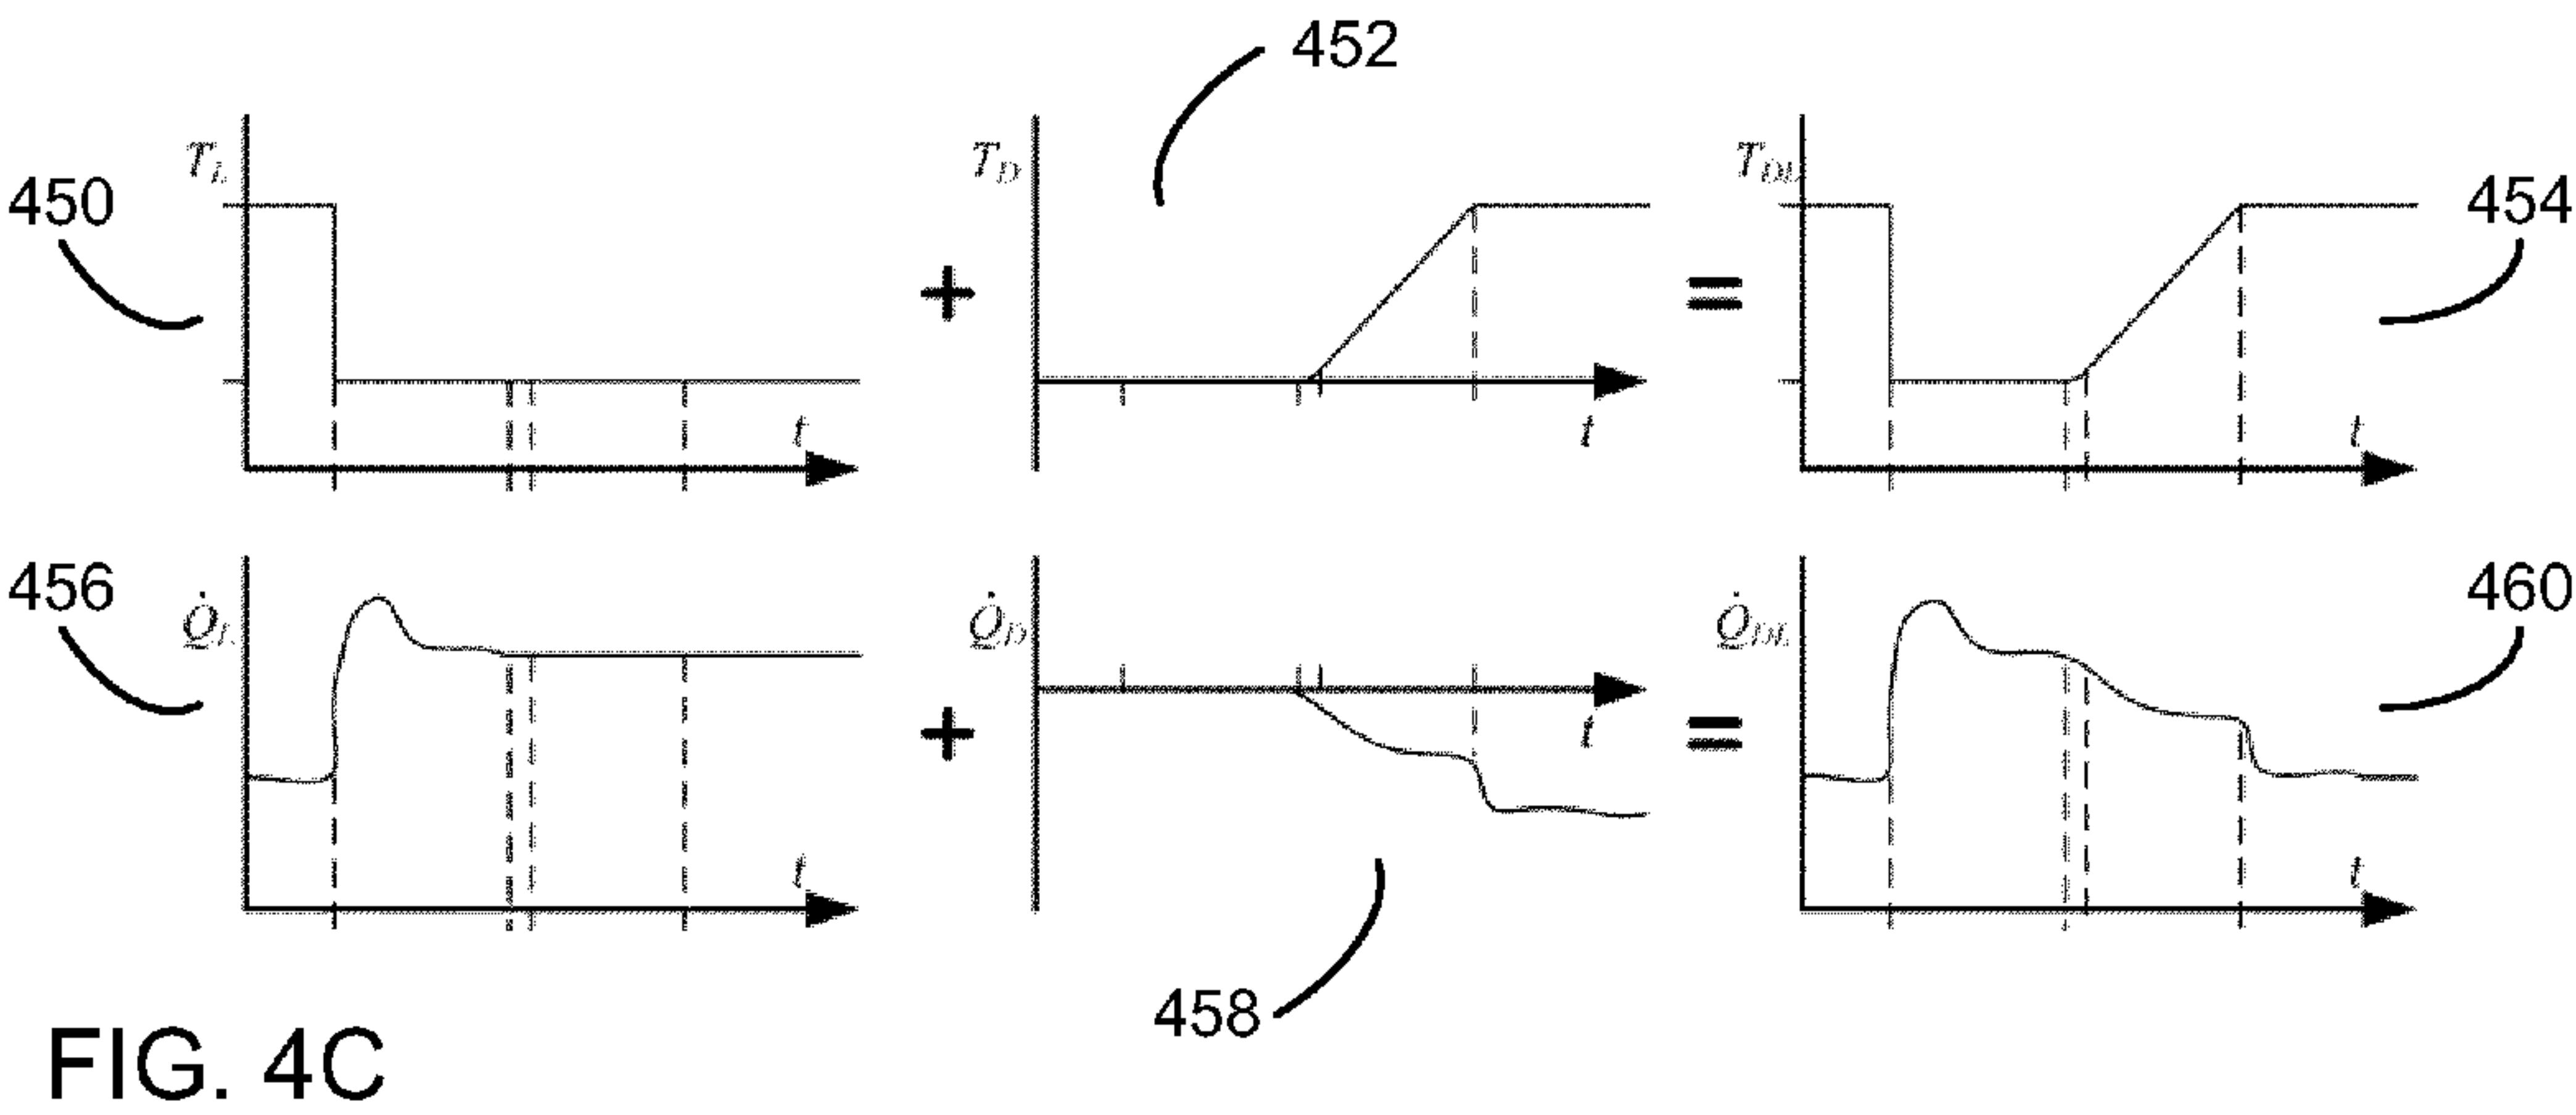 452
T_L + T_D = T_DL
450 454
t t t
456 460
Q̇_L + Q̇_D = Q̇_DL
t t t
458
FIG. 4C